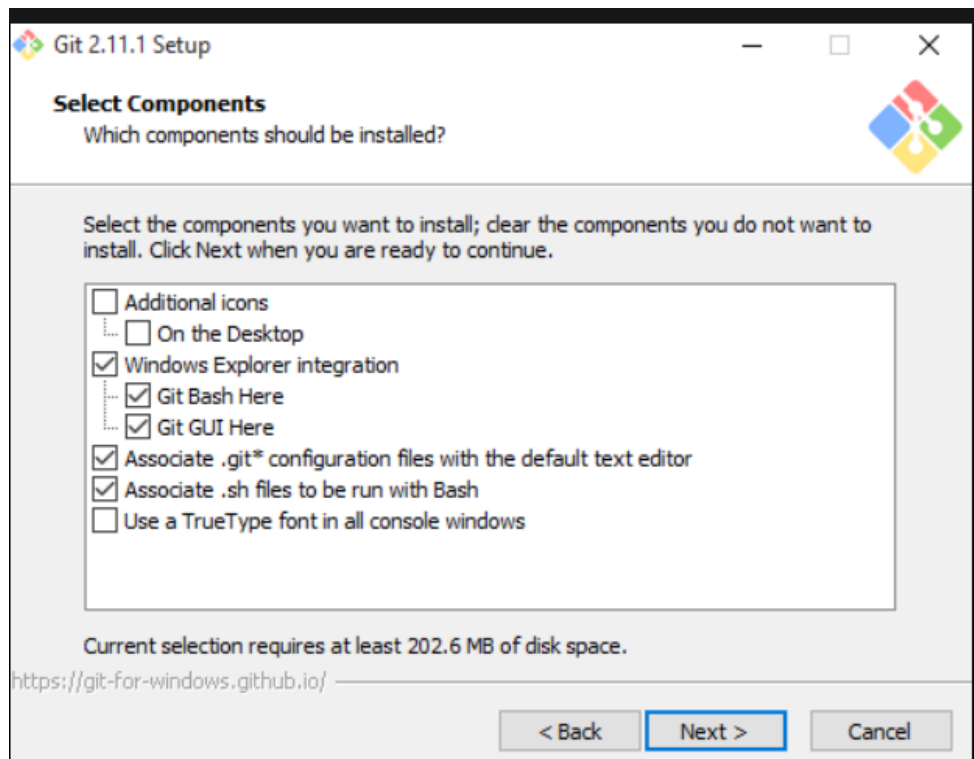 Git 2.11.1 Setup
Select Components
Which components should be installed?
Select the components you want to install; clear the components you do not want to
install. Click Next when you are ready to continue.
Additional icons
On the Desktop
Windows Explorer integration
Git Bash Here
Git GUI Here
Associate .git* configuration files with the default text editor
Associate .sh files to be run with Bash
Use a TrueType font in all console windows
Current selection requires at least 202.6 MB of disk space.
https://git-for-windows.github.io/
< Back Next > Cancel